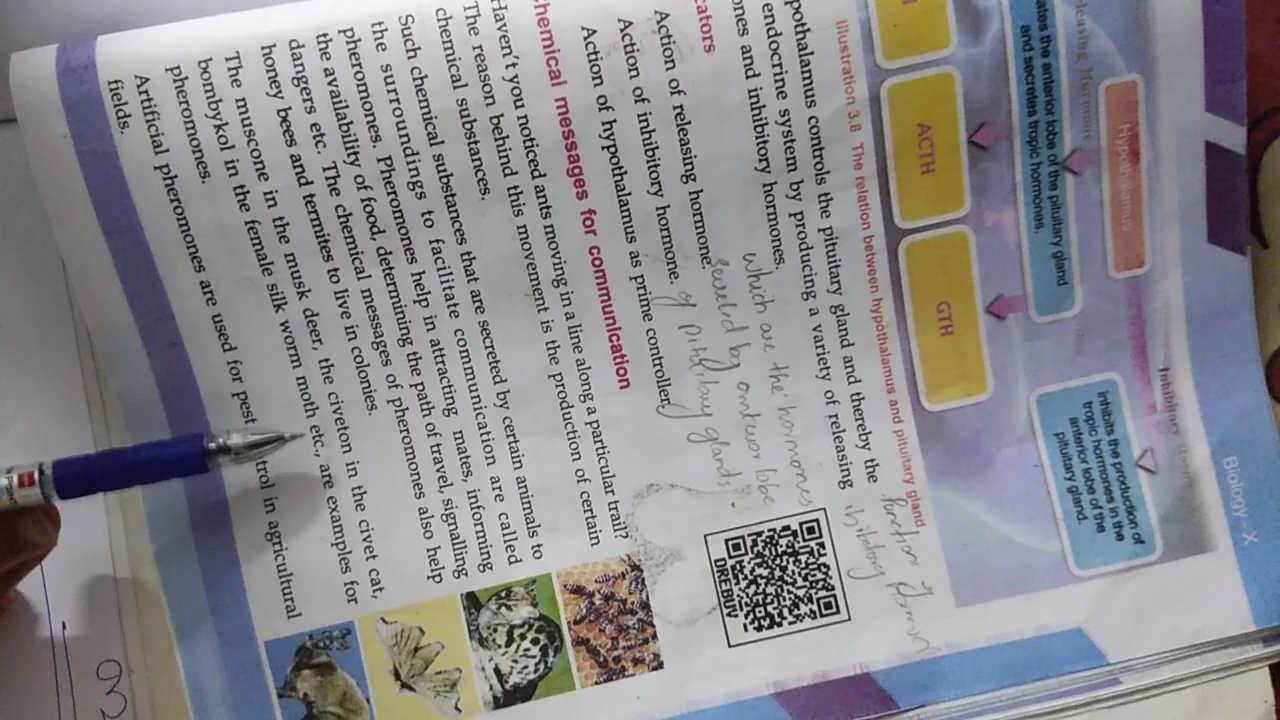 Biology - X
Hypothalamus
Inhibitory
inhibits the production of
tropic hormones in the
anterior lobe of the
pituitary gland.
ates the anterior lobe of the pituitary gland
and secretes tropic hormones.
ACTH
GTH
Illustration 3.8 The relation between hypothalamus and pituitary gland
pothalamus controls the pituitary gland and thereby the
endocrine system by producing a variety of releasing
ones and inhibitory hormones.
function of
which are the hormones
secreted by lobe
of pituitary glands
cators
Action of releasing hormone.
Action of inhibitory hormone.
Action of hypothalamus as prime controller.
DREBUV
hemical messages for communication
Haven't you noticed ants moving in a line along a particular trail?
The reason behind this movement is the production of certain
chemical substances.
Such chemical substances that are secreted by certain animals to
the surroundings to facilitate communication are called
pheromones. Pheromones help in attracting mates, informing
the availability of food, determining the path of travel, signalling
dangers etc. The chemical messages of pheromones also help
honey bees and termites to live in colonies.
The muscone in the musk deer, the civeton in the civet cat,
bombykol in the female silk worm moth etc., are examples for
pheromones.
Artificial pheromones are used for pest trol in agricultural
fields.